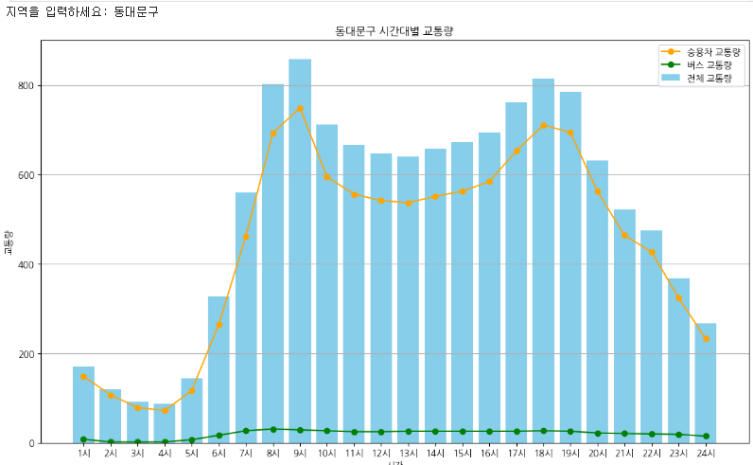 지역을 입력하세요: 동대문구
동대문구 시간대별 교통량
승용차 교통량
버스 교통량
전체 교통량
교통량
800
600
400
200
0
1시 2시 3시 4시 5시 6시 7시 8시 9시 10시 11시 12시 13시 14시 15시 16시 17시 18시 19시 20시 21시 22시 23시 24시